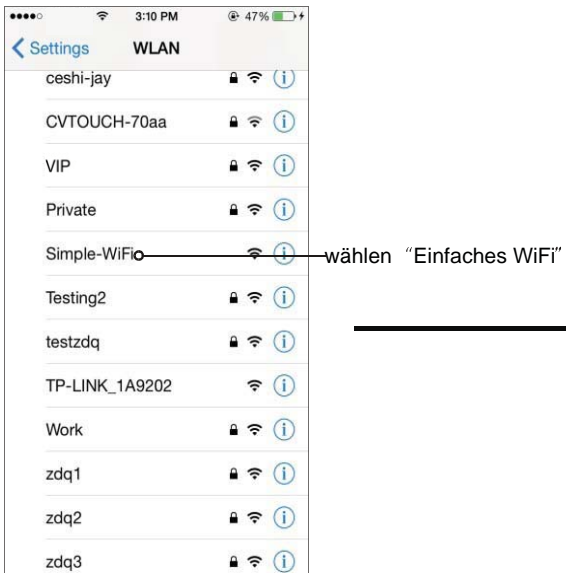 3:10 PM 47%
Settings WLAN
ceshi-jay
CVTOUCH-70aa
VIP
Private
Simple-WiFi wählen “Einfaches WiFi”
Testing2
testzdq
TP-LINK_1A9202
Work
zdq1
zdq2
zdq3